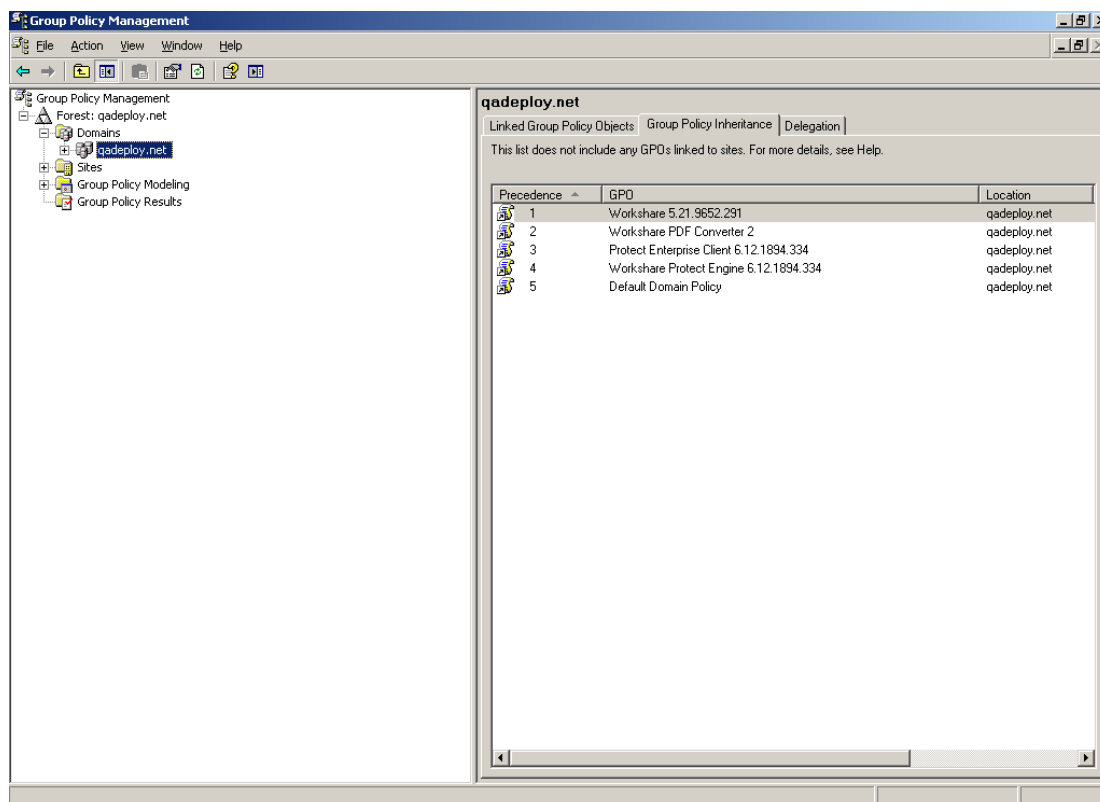 Group Policy Management
File Action View Window Help
Group Policy Management
Forest: qadeploy.net
Domains
qadeploy.net
Sites
Group Policy Modeling
Group Policy Results
qadeploy.net
Linked Group Policy Objects Group Policy Inheritance Delegation
This list does not include any GPOs linked to sites. For more details, see Help.
Precedence GPO Location
1 Workshare 5.21.9652.291 qadeploy.net
2 Workshare PDF Converter 2 qadeploy.net
3 Protect Enterprise Client 6.12.1894.334 qadeploy.net
4 Workshare Protect Engine 6.12.1894.334 qadeploy.net
5 Default Domain Policy qadeploy.net